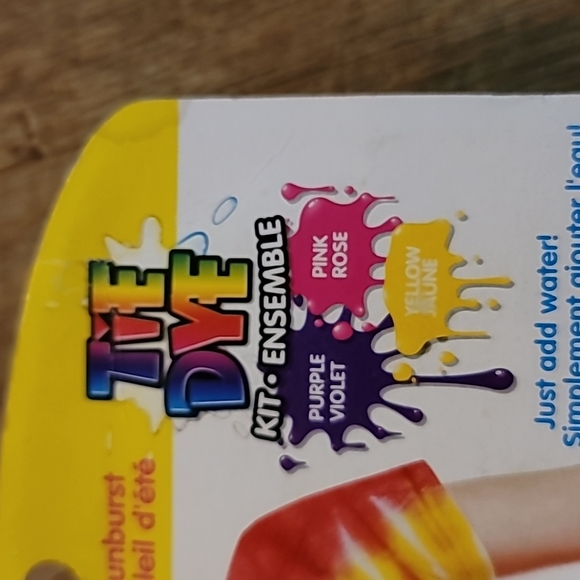 TIE
DYE
KIT • ENSEMBLE
PINK
ROSE
PURPLE
VIOLET
YELLOW
JAUNE
Just add water!
Simplement ajouter l'eau!
unburst
leil d'été